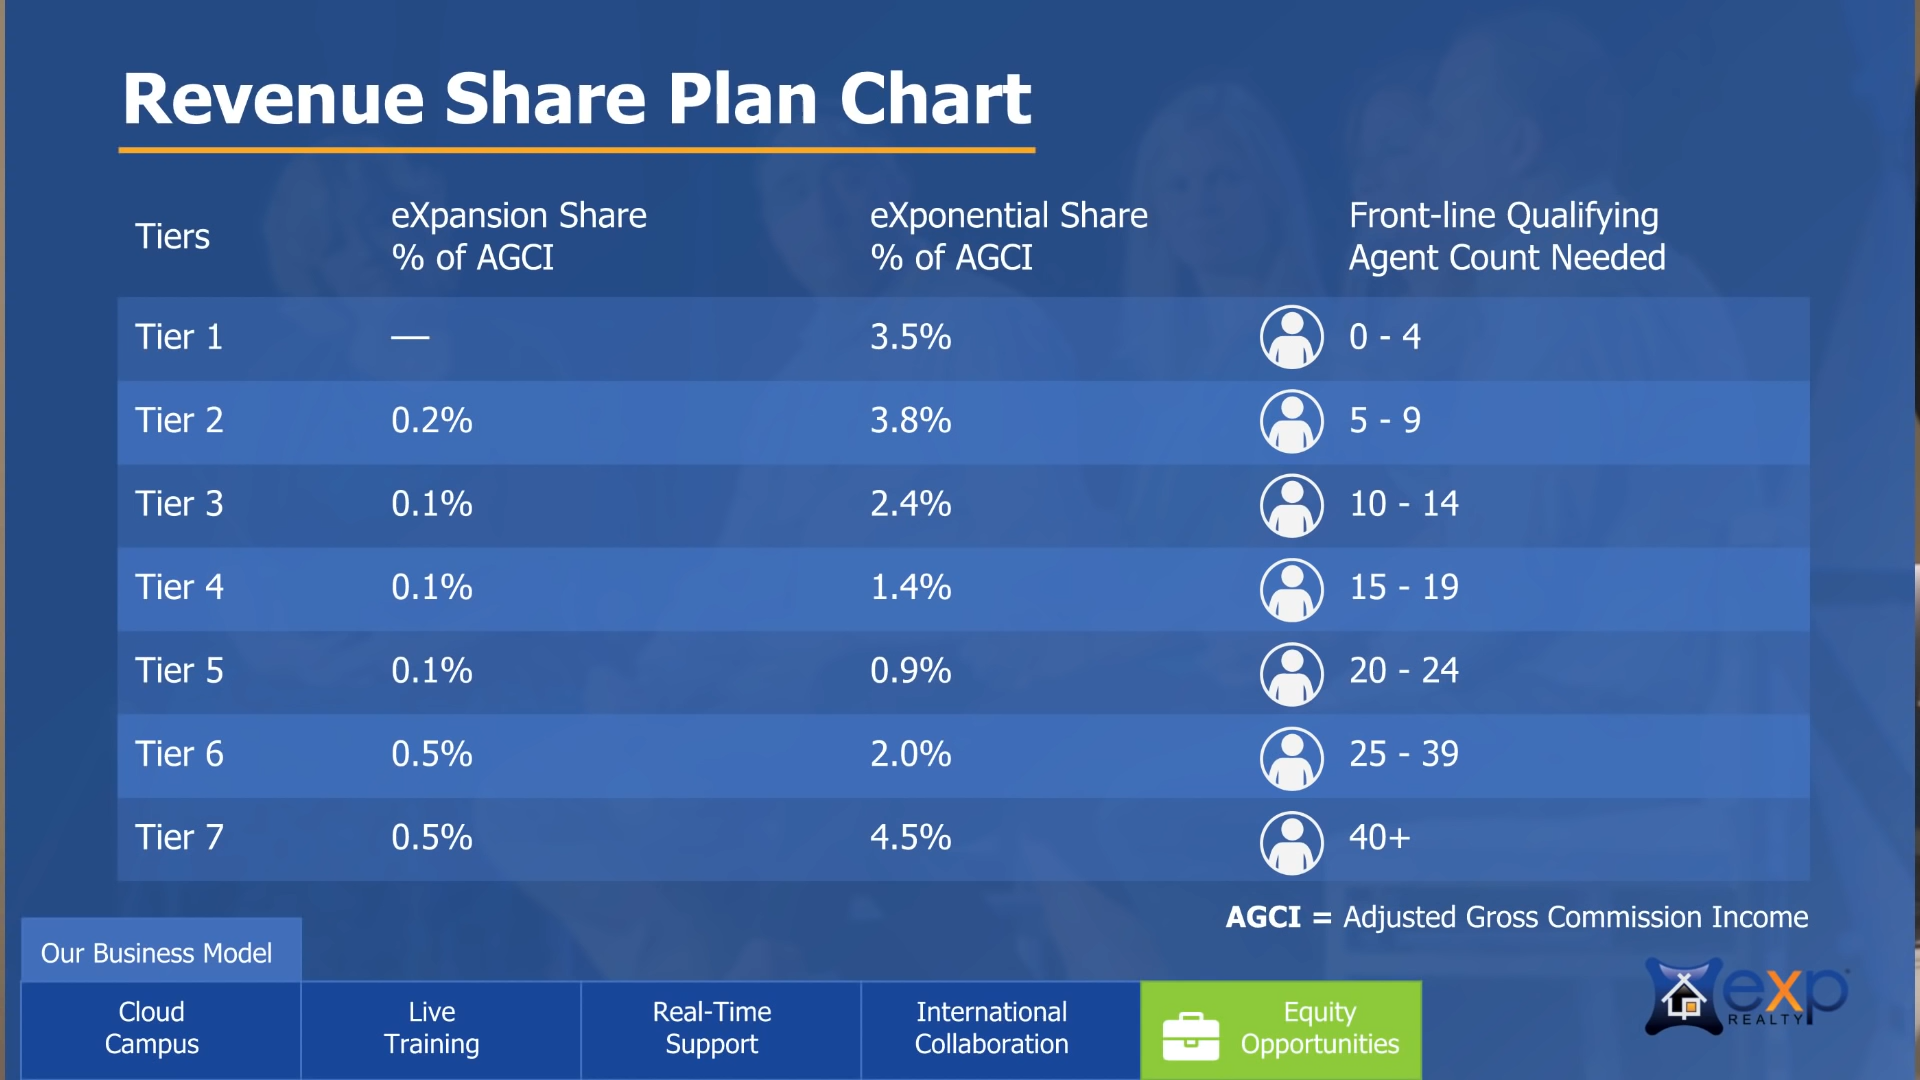 Revenue Share Plan Chart
Tiers
eXpansion Share
% of AGCI
eXponential Share
% of AGCI
Front-line Qualifying
Agent Count Needed
Tier 1 — 3.5% 0 - 4
Tier 2 0.2% 3.8% 5 - 9
Tier 3 0.1% 2.4% 10 - 14
Tier 4 0.1% 1.4% 15 - 19
Tier 5 0.1% 0.9% 20 - 24
Tier 6 0.5% 2.0% 25 - 39
Tier 7 0.5% 4.5% 40+
AGCI = Adjusted Gross Commission Income
Our Business Model
Cloud
Campus
Live
Training
Real-Time
Support
International
Collaboration
Equity
Opportunities
exp
REALTY